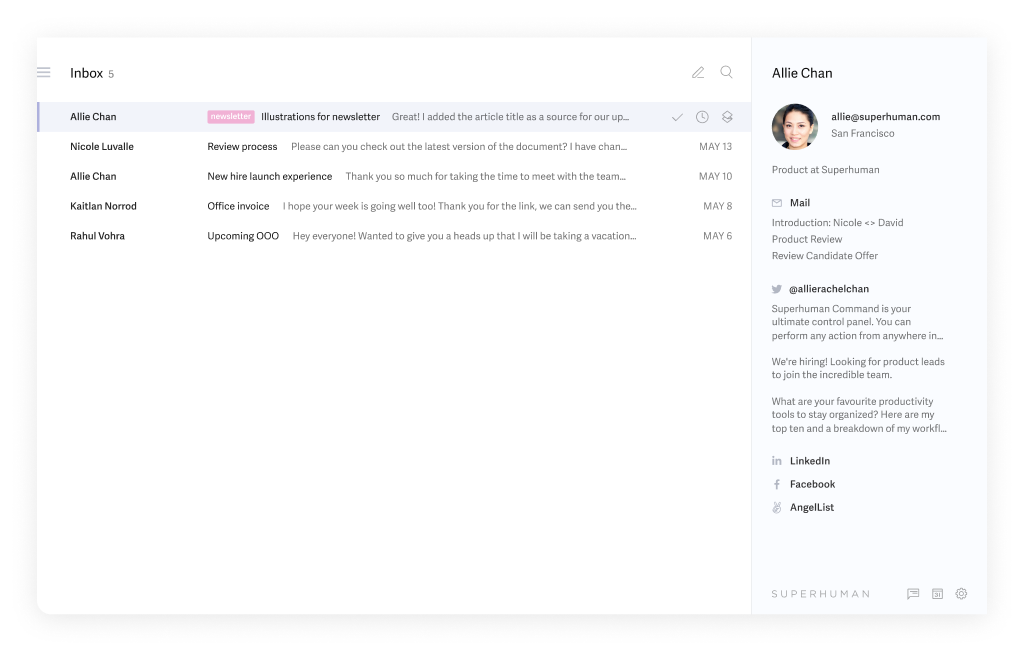 Inbox 5
Allie Chan newsletter Illustrations for newsletter Great! I added the article title as a source for our up...
Nicole Luvalle Review process Please can you check out the latest version of the document? I have chan... MAY 13
Allie Chan New hire launch experience Thank you so much for taking the time to meet with the team... MAY 10
Kaitlan Norrod Office invoice I hope your week is going well too! Thank you for the link, we can send you the... MAY 8
Rahul Vohra Upcoming OOO Hey everyone! Wanted to give you a heads up that I will be taking a vacation... MAY 6
Allie Chan
allie@superhuman.com
San Francisco
Product at Superhuman
Mail
Introduction: Nicole <> David
Product Review
Review Candidate Offer
@allierachelchan
Superhuman Command is your
ultimate control panel. You can
perform any action from anywhere in...
We're hiring! Looking for product leads
to join the incredible team.
What are your favourite productivity
tools to stay organized? Here are my
top ten and a breakdown of my workfl...
in LinkedIn
f Facebook
AngelList
SUPERHUMAN 31